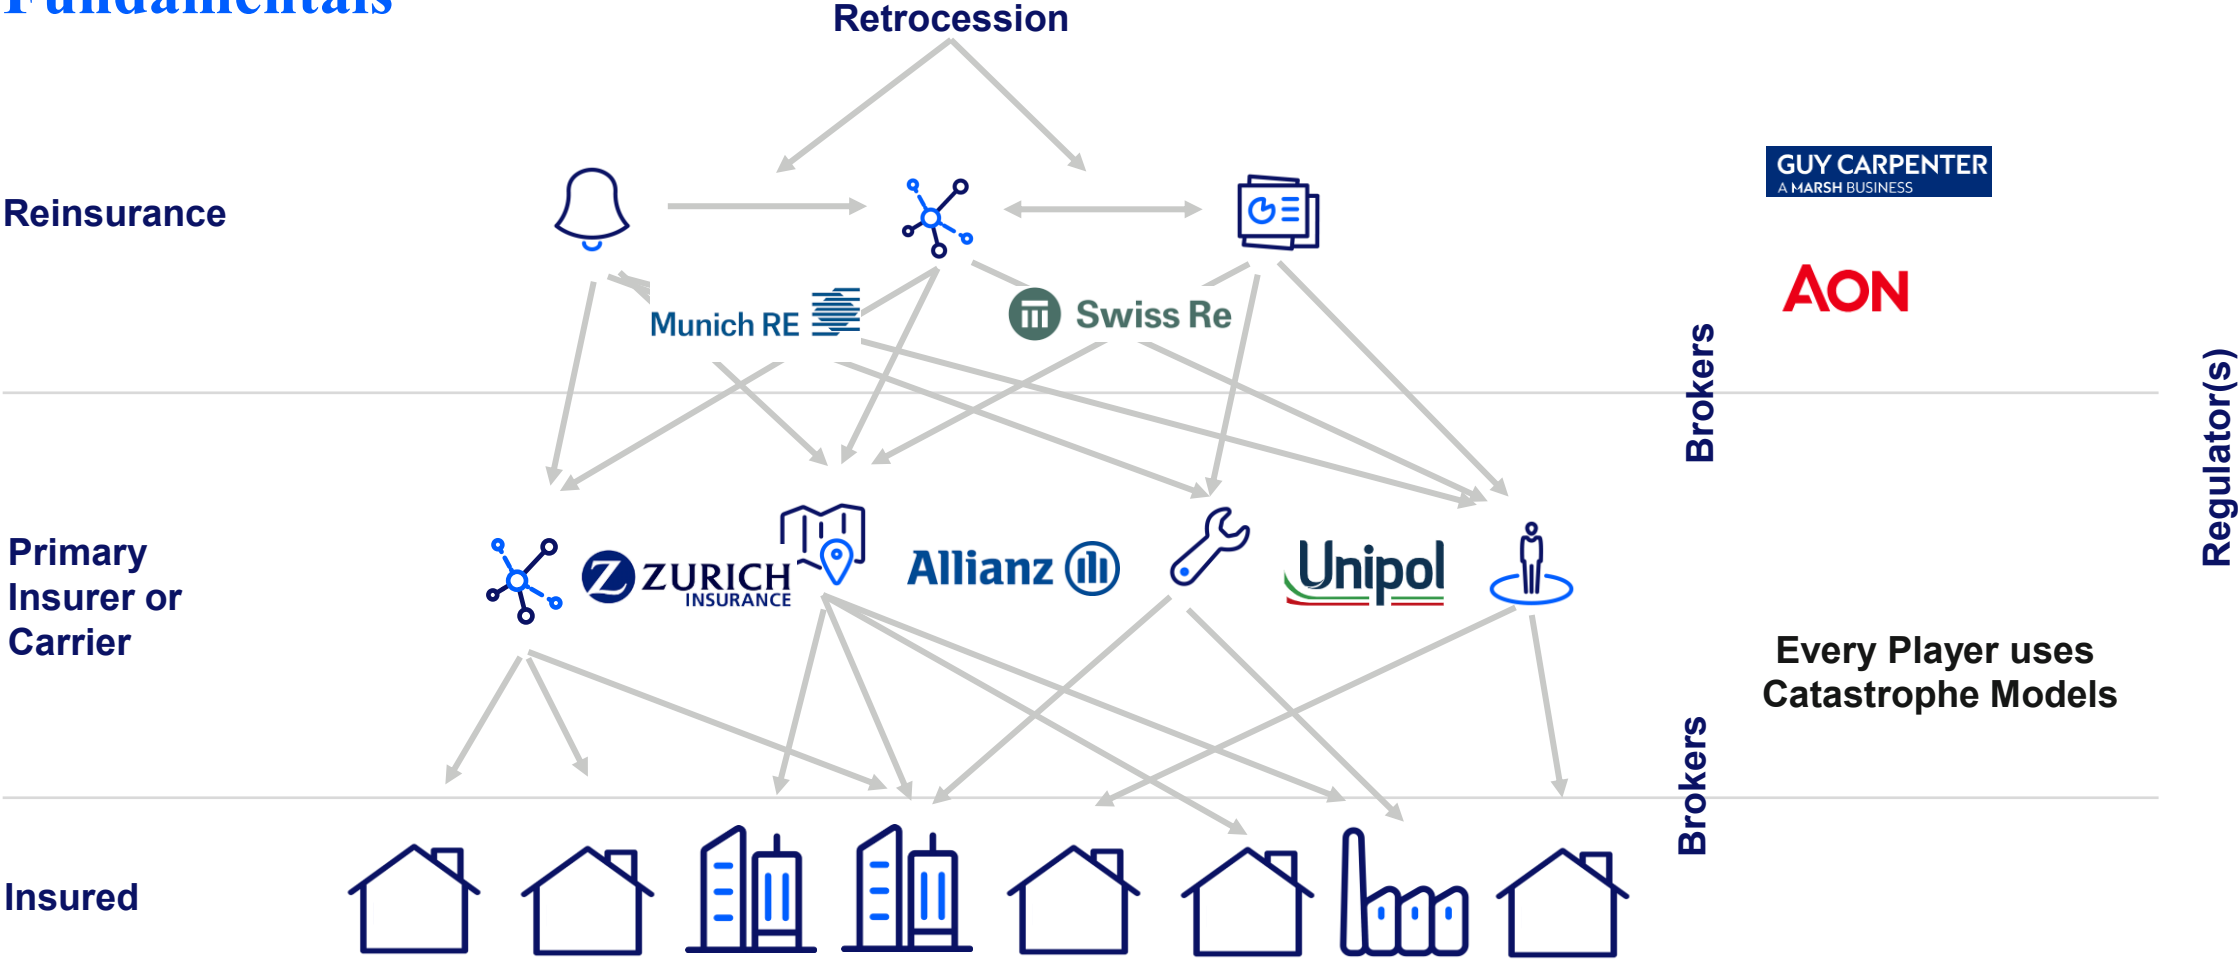 Fundamentals
Retrocession
Reinsurance
GUY CARPENTER
A MARSH BUSINESS
AON
Munich RE
Swiss Re
Brokers
Regulator(s)
Primary
Insurer or
Carrier
Z ZURICH
INSURANCE
Allianz
Unipol
Every Player uses
Catastrophe Models
Brokers
Insured